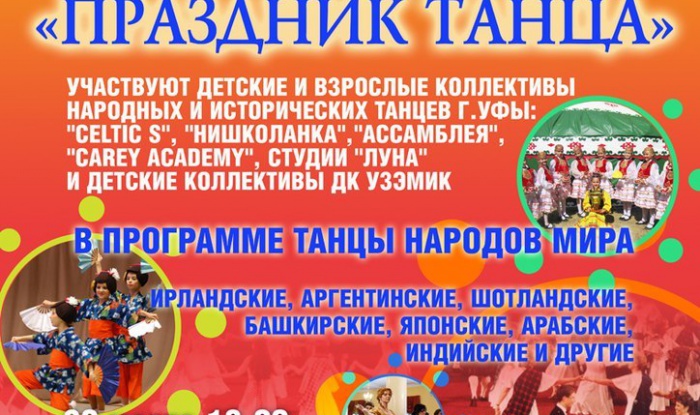 «ПРАЗДНИК ТАНЦА»
УЧАСТВУЮТ ДЕТСКИЕ И ВЗРОСЛЫЕ КОЛЛЕКТИВЫ
НАРОДНЫХ И ИСТОРИЧЕСКИХ ТАНЦЕВ Г.УФЫ:
"CELTIC S", "НИШКОЛАНКА","АССАМБЛЕЯ",
"CAREY ACADEMY", СТУДИИ "ЛУНА"
И ДЕТСКИЕ КОЛЛЕКТИВЫ ДК УЗЭМИК
В ПРОГРАММЕ ТАНЦЫ НАРОДОВ МИРА
ИРЛАНДСКИЕ, АРГЕНТИНСКИЕ, ШОТЛАНДСКИЕ,
БАШКИРСКИЕ, ЯПОНСКИЕ, АРАБСКИЕ,
ИНДИЙСКИЕ И ДРУГИЕ